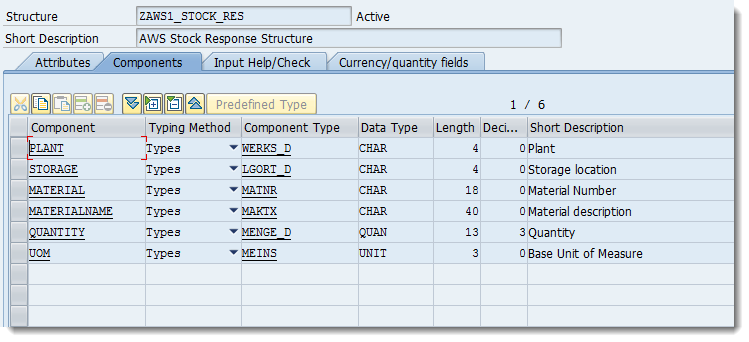 Structure ZAWS1_STOCK_RES Active
Short Description AWS Stock Response Structure
Attributes Components Input Help/Check Currency/quantity fields
Predefined Type 1 / 6
Component Typing Method Component Type Data Type Length Deci... Short Description
PLANT Types WERKS_D CHAR 4 0 Plant
STORAGE Types LGORT_D CHAR 4 0 Storage location
MATERIAL Types MATNR CHAR 18 0 Material Number
MATERIALNAME Types MAKTX CHAR 40 0 Material description
QUANTITY Types MENGE_D QUAN 13 3 Quantity
UOM Types MEINS UNIT 3 0 Base Unit of Measure